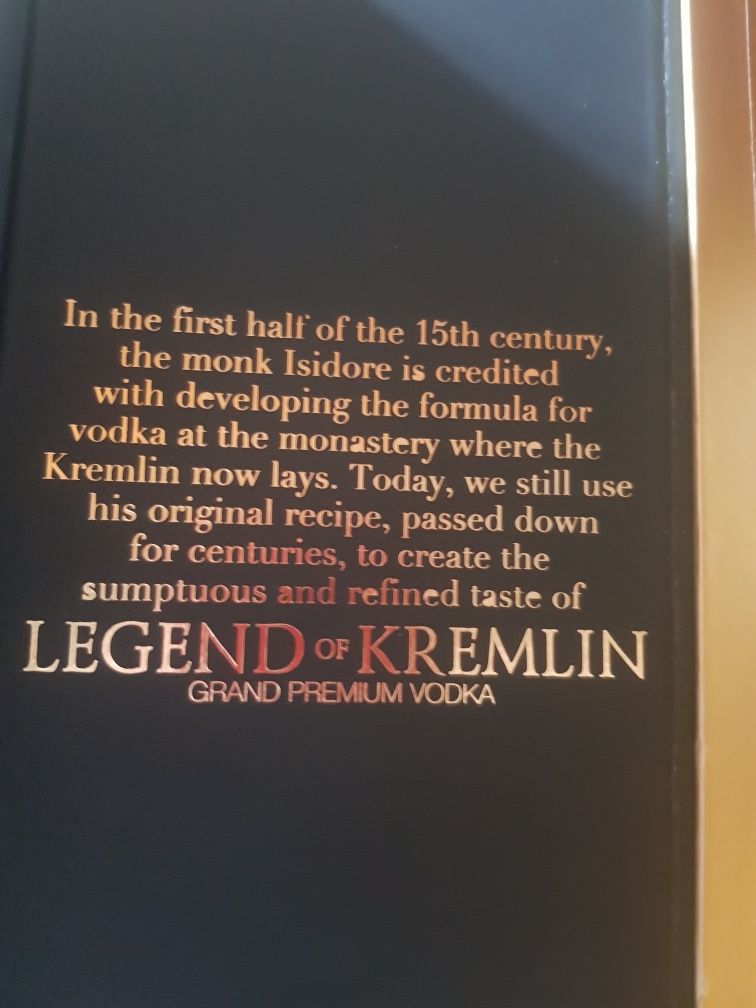 In the first half of the 15th century,
the monk Isidore is credited
with developing the formula for
vodka at the monastery where the
Kremlin now lays. Today, we still use
his original recipe, passed down
for centuries, to create the
sumptuous and refined taste of
LEGEND OF KREMLIN
GRAND PREMIUM VODKA